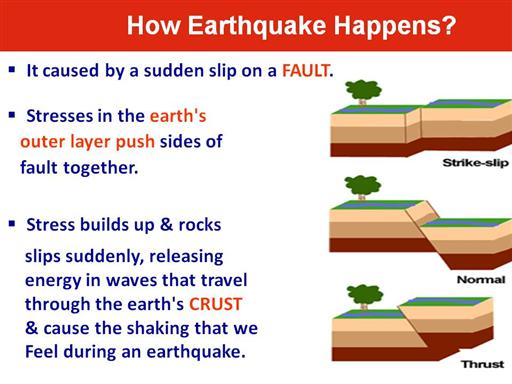 How Earthquake Happens?
▪ It caused by a sudden slip on a FAULT.
▪ Stresses in the earth's
outer layer push sides of
fault together.
Strike-slip
▪ Stress builds up & rocks
slips suddenly, releasing
energy in waves that travel
through the earth's CRUST
& cause the shaking that we
Feel during an earthquake.
Normal
Thrust